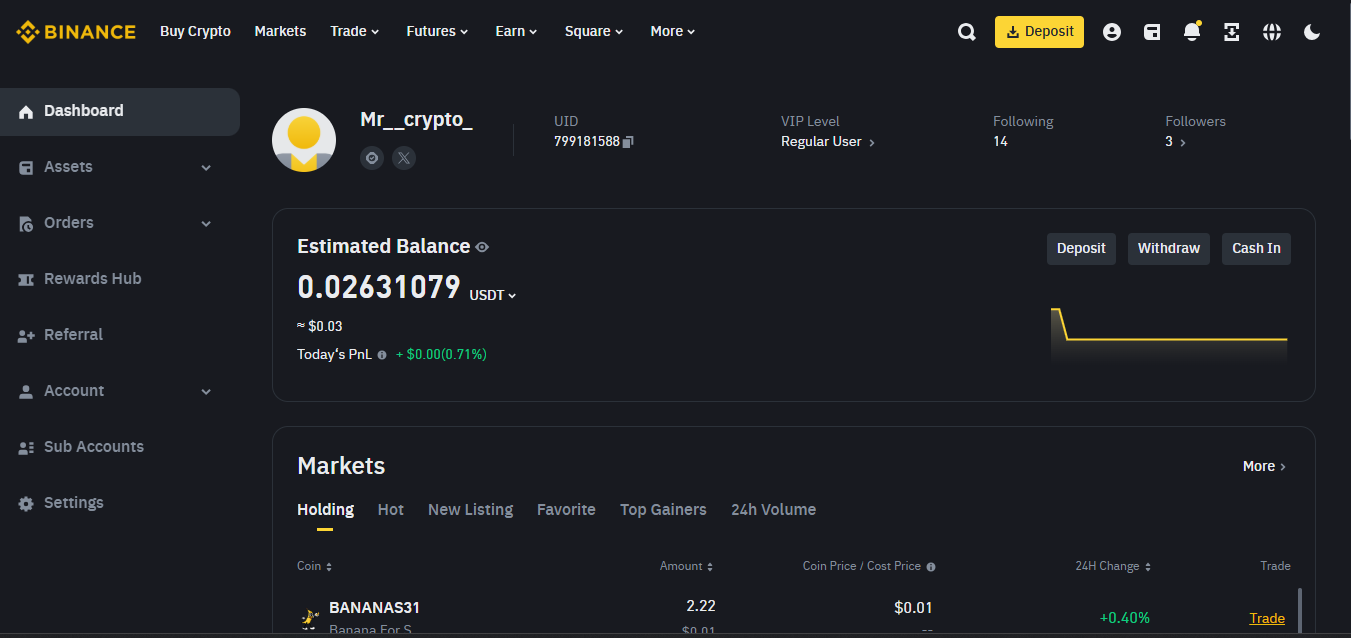 BINANCE Buy Crypto Markets Trade Futures Earn Square More Deposit
Dashboard
Assets
Orders
Rewards Hub
Referral
Account
Sub Accounts
Settings
Mr__crypto_
UID
799181588
VIP Level
Regular User
Following
14
Followers
3
Estimated Balance
Deposit Withdraw Cash In
0.02631079 USDT
≈ $0.03
Today's PnL + $0.00(0.71%)
Markets
More
Holding Hot New Listing Favorite Top Gainers 24h Volume
Coin Amount Coin Price / Cost Price 24H Change Trade
BANANAS31 2.22 $0.01 +0.40% Trade
Banana For S $0.01 --